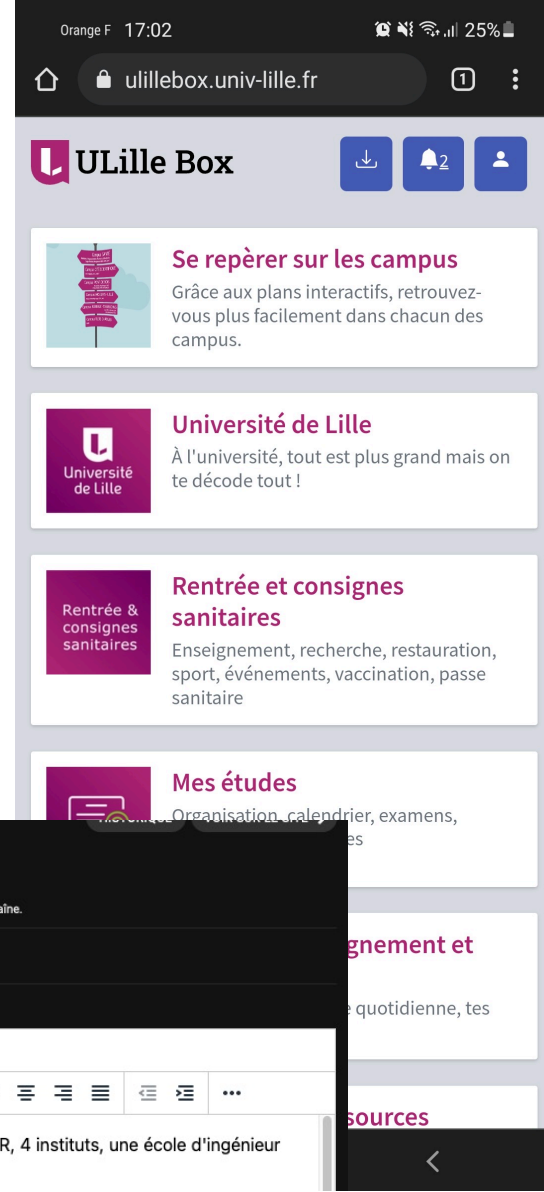 Orange F 17:02
25%
ulillebox.univ-lille.fr
1
ULille Box
2
Se repèrer sur les campus
Grâce aux plans interactifs, retrouvez-
vous plus facilement dans chacun des
campus.
Université
de Lille
Université de Lille
À l'université, tout est plus grand mais on
te décode tout !
Rentrée &
consignes
sanitaires
Rentrée et consignes
sanitaires
Enseignement, recherche, restauration,
sport, événements, vaccination, passe
sanitaire
Mes études
Organisation, calendrier, examens,
es
aîne.
gnement et
quotidienne, tes
sources
R, 4 instituts, une école d'ingénieur